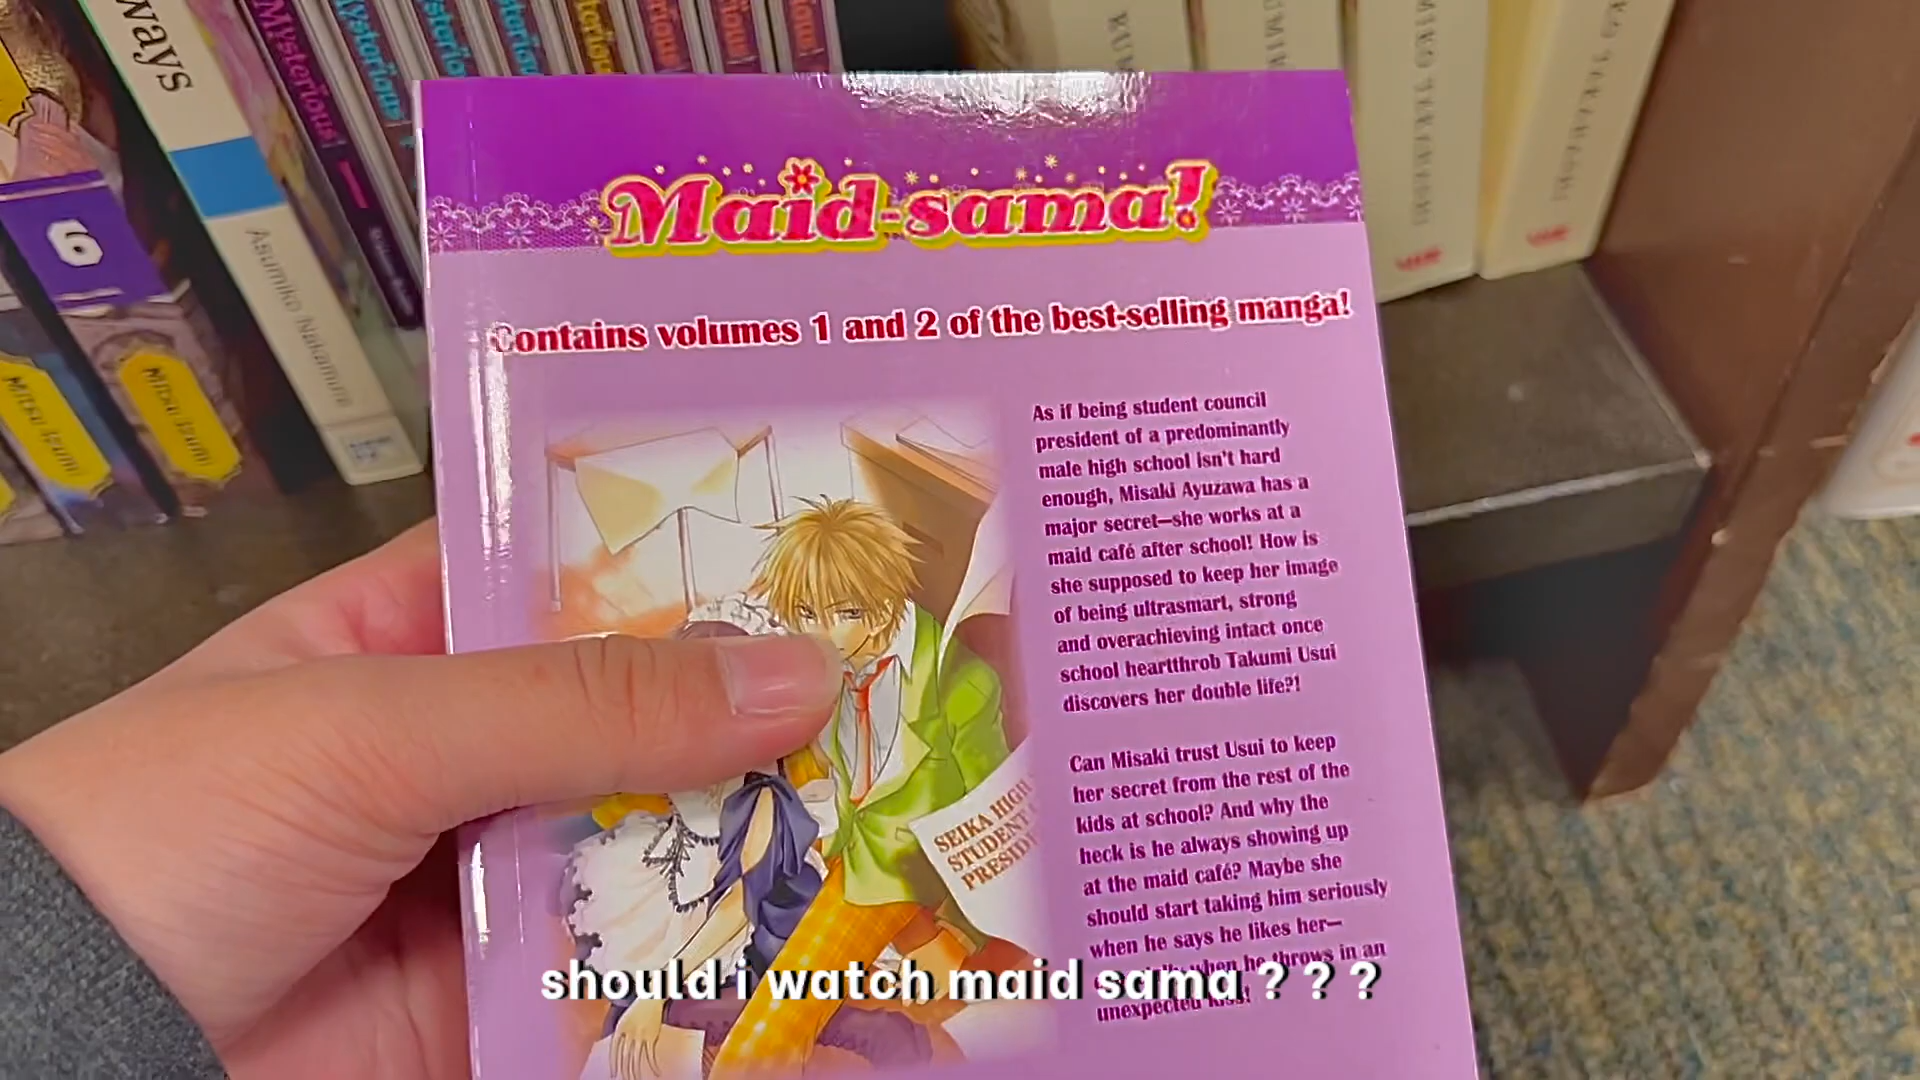 ways
Asumiko Nakamura
Mysterious
Mysterious
6
Mitsu Izumi
Mitsu Izumi
Maid-sama!
Contains volumes 1 and 2 of the best-selling manga!
As if being student council
president of a predominantly
male high school isn't hard
enough, Misaki Ayuzawa has a
major secret—she works at a
maid café after school! How is
she supposed to keep her image
of being ultrasmart, strong
and overachieving intact once
school heartthrob Takumi Usui
discovers her double life?!
Can Misaki trust Usui to keep
her secret from the rest of the
kids at school? And why the
heck is he always showing up
at the maid café? Maybe she
should start taking him seriously
when he says he likes her—
when he throws in an
unexpected kiss!
SEIKA HIGH
STUDENT
should i watch maid sama ? ? ?